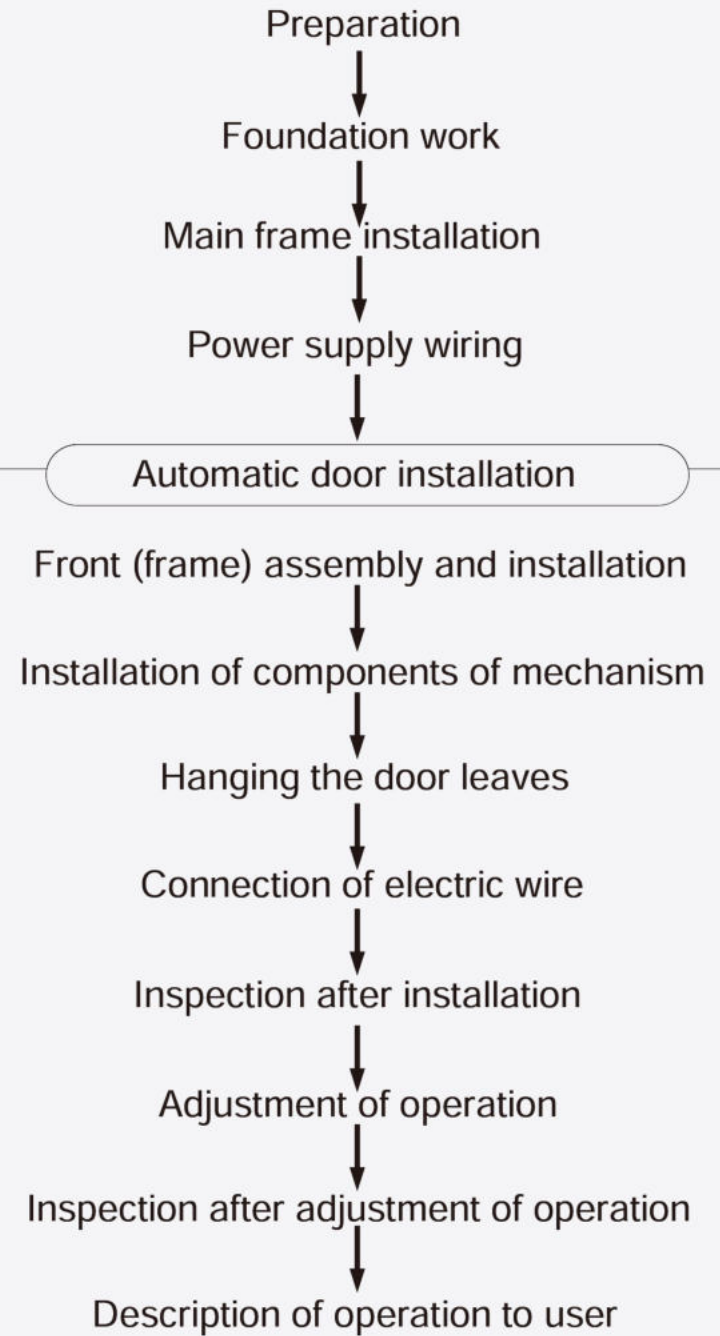 Preparation
Foundation work
Main frame installation
Power supply wiring
Automatic door installation
Front (frame) assembly and installation
Installation of components of mechanism
Hanging the door leaves
Connection of electric wire
Inspection after installation
Adjustment of operation
Inspection after adjustment of operation
Description of operation to user